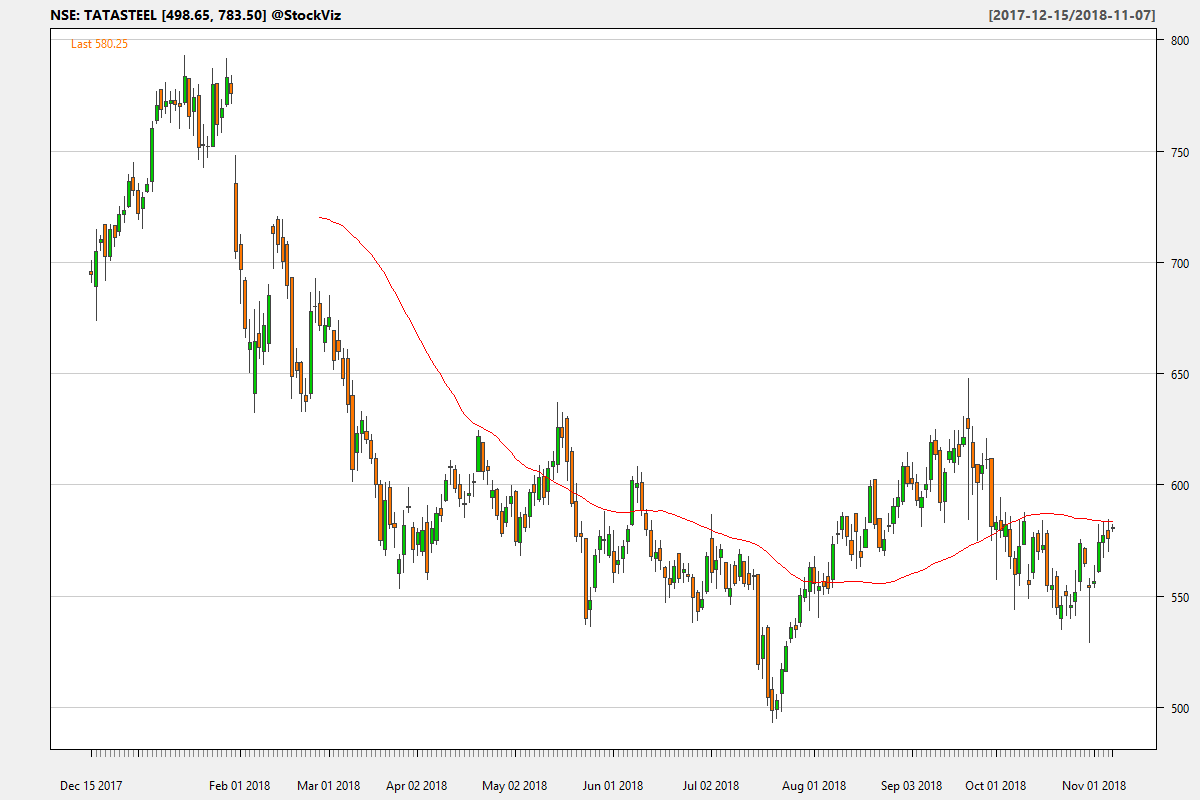 NSE: TATASTEEL [498.65, 783.50] @StockViz
[2017-12-15/2018-11-07]
Last 580.25
800
750
700
650
600
550
500
Dec 15 2017 Feb 01 2018 Mar 01 2018 Apr 02 2018 May 02 2018 Jun 01 2018 Jul 02 2018 Aug 01 2018 Sep 03 2018 Oct 01 2018 Nov 01 2018